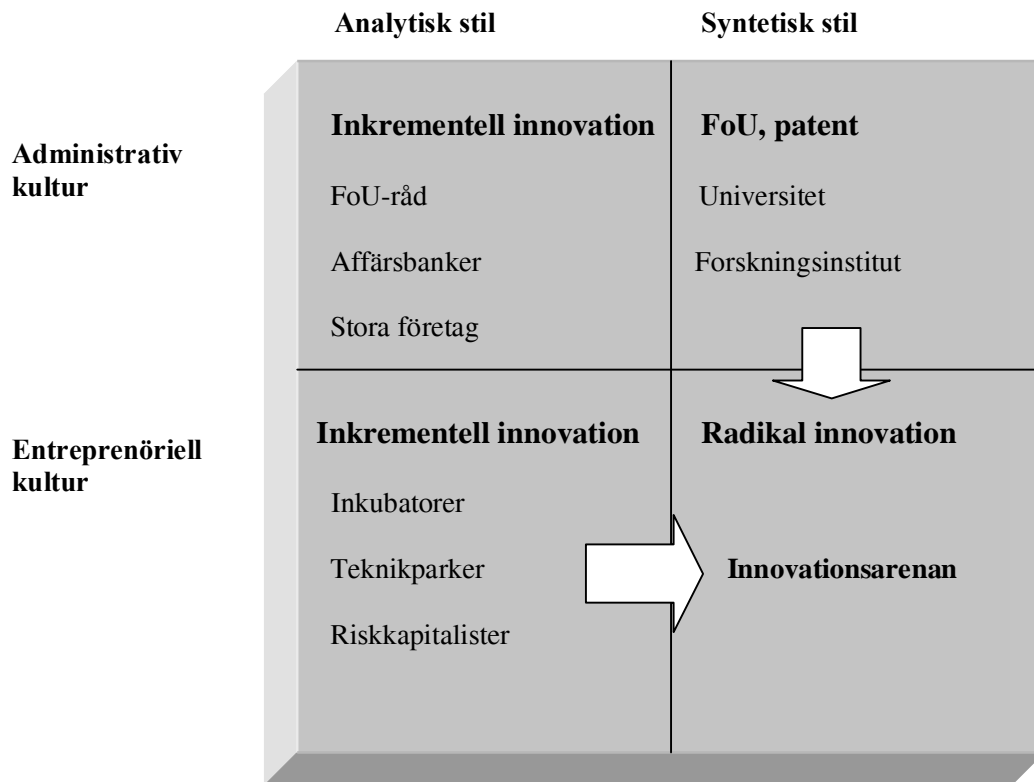 Analytisk stil
Syntetisk stil
Administrativ
kultur
Inkrementell innovation
FoU-råd
Affärsbanker
Stora företag
FoU, patent
Universitet
Forskningsinstitut
Entreprenöriell
kultur
Inkrementell innovation
Inkubatorer
Teknikparker
Riskkapitalister
Radikal innovation
Innovationsarenan